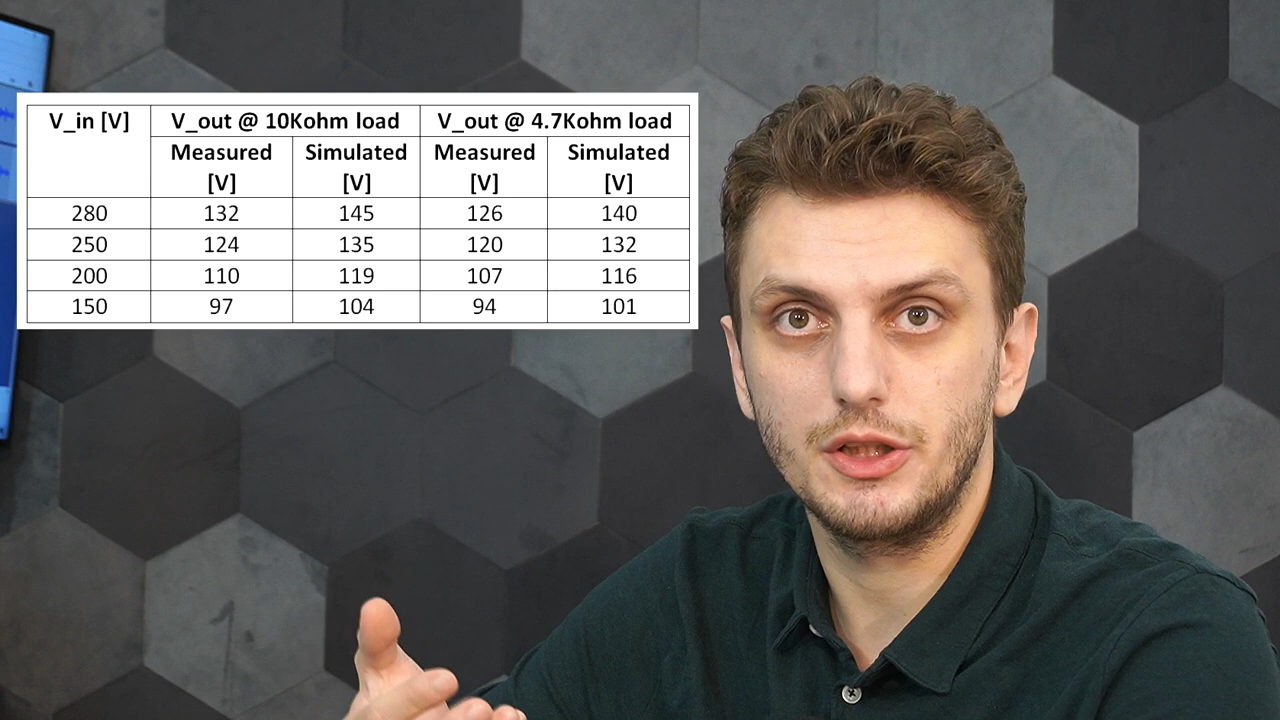 V_in [V] V_out @ 10Kohm load V_out @ 4.7Kohm load
Measured Simulated Measured Simulated
[V] [V] [V] [V]
280 132 145 126 140
250 124 135 120 132
200 110 119 107 116
150 97 104 94 101